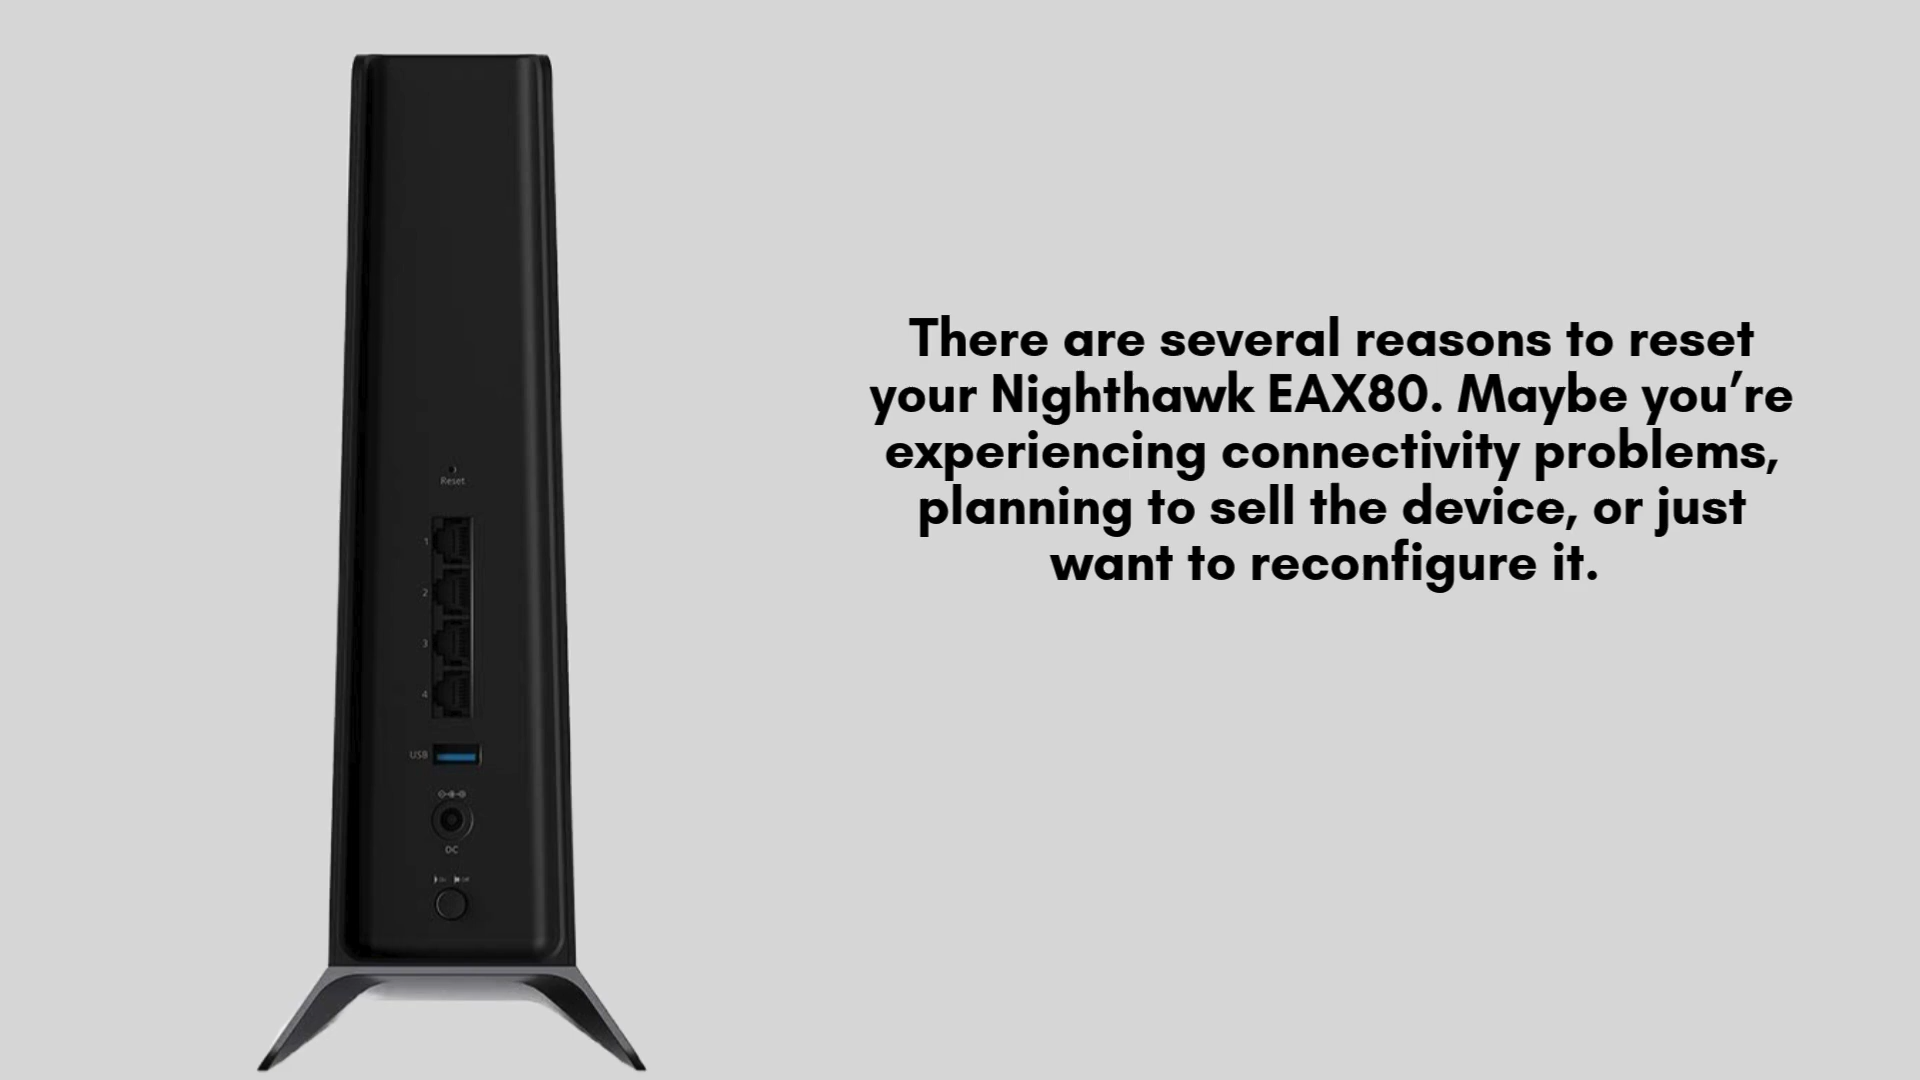 There are several reasons to reset
your Nighthawk EAX80. Maybe you’re
experiencing connectivity problems,
planning to sell the device, or just
want to reconfigure it.
Reset
1
2
3
4
USB
DC